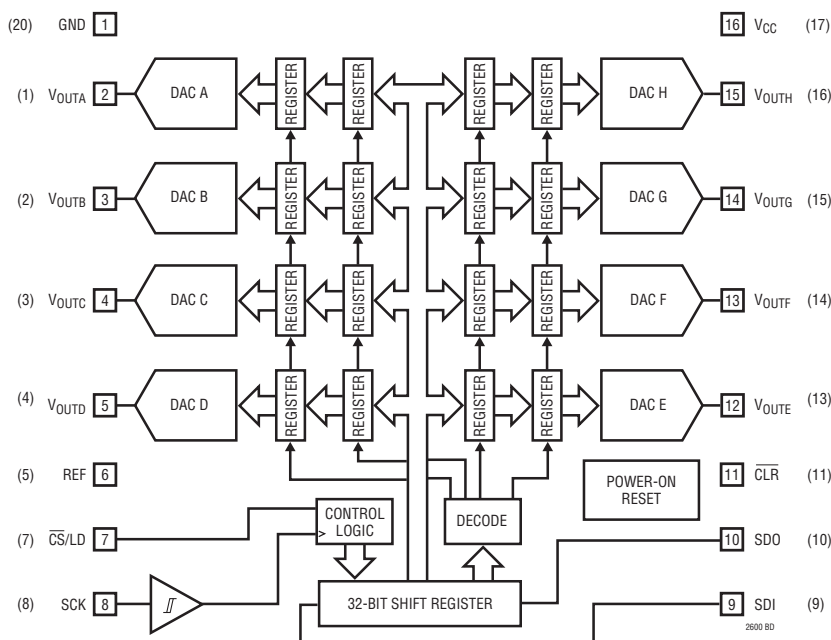 (20) GND 1
16 VCC (17)
REGISTER REGISTER REGISTER REGISTER
(1) VOUTA 2 DAC A
DAC H 15 VOUTH (16)
REGISTER REGISTER REGISTER REGISTER
(2) VOUTB 3 DAC B
DAC G 14 VOUTG (15)
REGISTER REGISTER REGISTER REGISTER
(3) VOUTC 4 DAC C
DAC F 13 VOUTF (14)
REGISTER REGISTER REGISTER REGISTER
(4) VOUTD 5 DAC D
DAC E 12 VOUTE (13)
(5) REF 6
POWER-ON
RESET
11 CLR (11)
CONTROL
LOGIC
DECODE
(7) CS/LD 7
>
10 SDO (10)
(8) SCK 8
32-BIT SHIFT REGISTER
9 SDI (9)
2600 BD